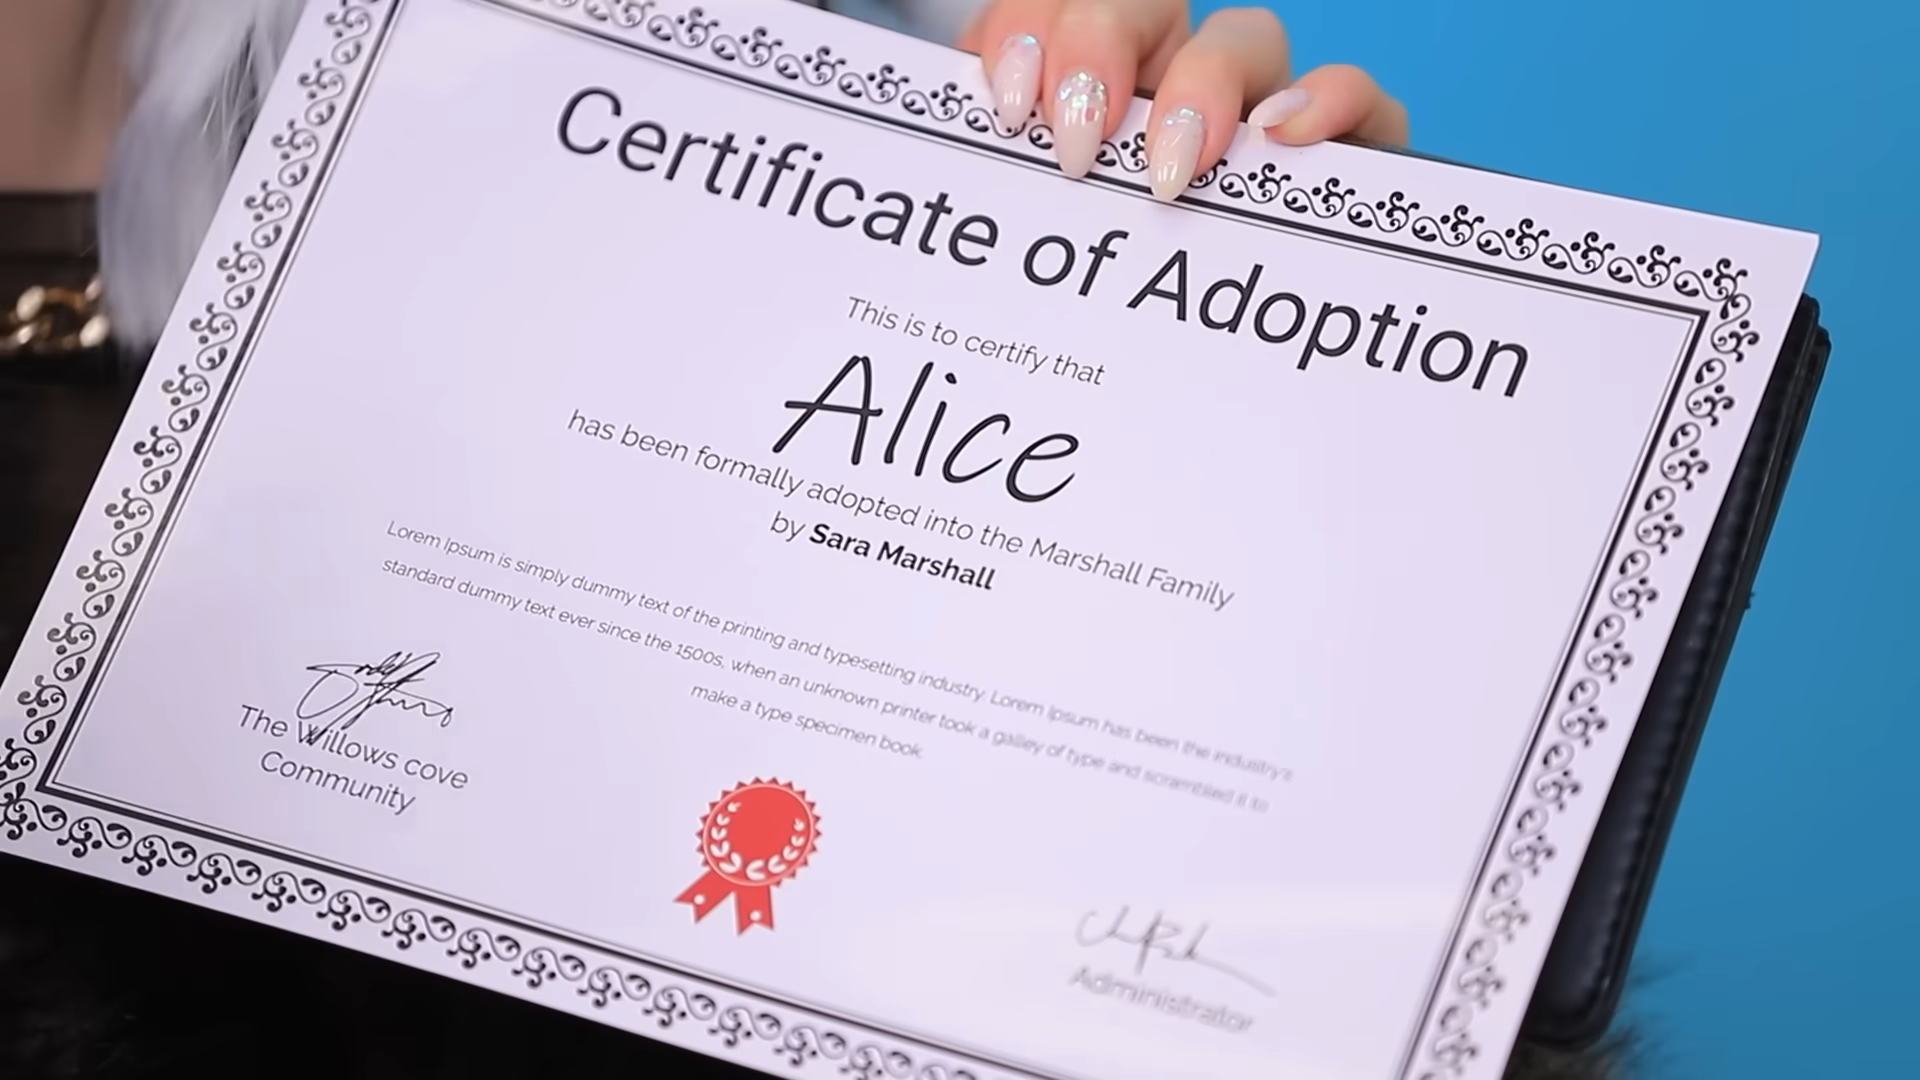 Certificate of Adoption
This is to certify that
Alice
has been formally adopted into the Marshall Family
by Sara Marshall
Lorem Ipsum is simply dummy text of the printing and typesetting industry. Lorem Ipsum has been the industry's
standard dummy text ever since the 1500s, when an unknown printer took a galley of type and scrambled it to
make a type specimen book.
The Willows cove
Community
Administrator